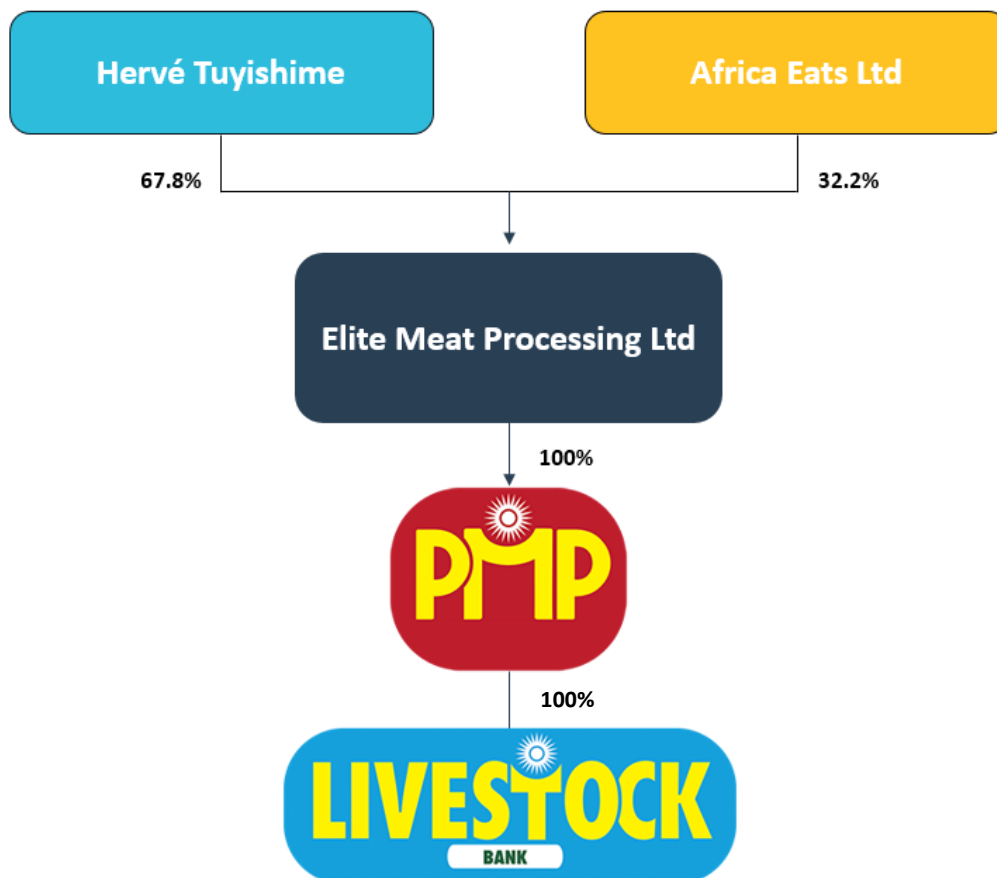 Hervé Tuyishime
Africa Eats Ltd
67.8%
32.2%
Elite Meat Processing Ltd
100%
PMP
100%
LIVESTOCK
BANK